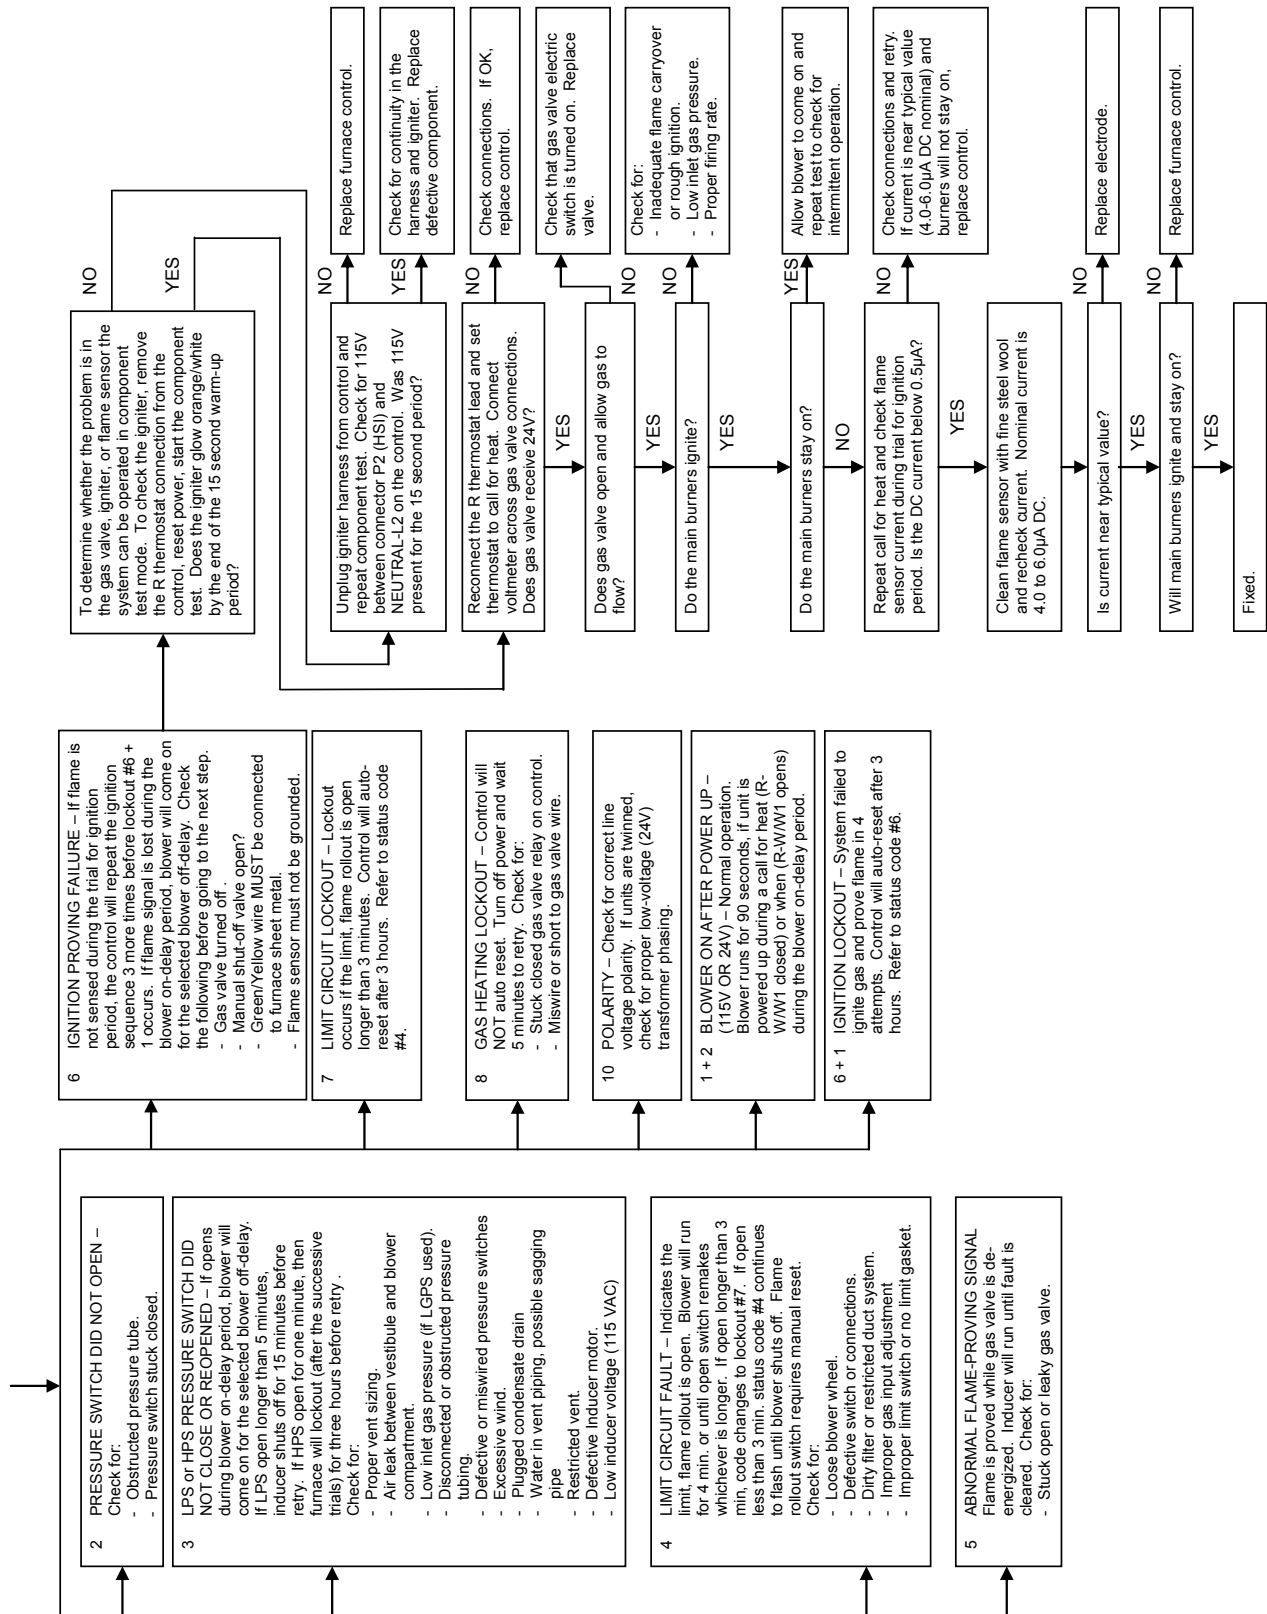 2 PRESSURE SWITCH DID NOT OPEN –
Check for:
- Obstructed pressure tube.
- Pressure switch stuck closed.
3 LPS or HPS PRESSURE SWITCH DID
NOT CLOSE OR REOPENED – If opens
during blower on-delay period, blower will
come on for the selected blower off-delay.
If LPS open longer than 5 minutes,
inducer shuts off for 15 minutes before
retry. If HPS open for one minute, then
furnace will lockout (after the successive
trials) for three hours before retry .
Check for:
- Proper vent sizing.
- Air leak between vestibule and blower
compartment.
- Low inlet gas pressure (if LGPS used).
- Disconnected or obstructed pressure
tubing.
- Defective or miswired pressure switches
- Excessive wind.
- Plugged condensate drain
- Water in vent piping, possible sagging
pipe
- Restricted vent.
- Defective Inducer motor.
- Low inducer voltage (115 VAC)
4 LIMIT CIRCUIT FAULT – Indicates the
limit, flame rollout is open. Blower will run
for 4 min. or until open switch remakes
whichever is longer. If open longer than 3
min, code changes to lockout #7. If open
less than 3 min. status code #4 continues
to flash until blower shuts off. Flame
rollout switch requires manual reset.
Check for:
- Loose blower wheel.
- Defective switch or connections.
- Dirty filter or restricted duct system.
- Improper gas input adjustment
- Improper limit switch or no limit gasket.
5 ABNORMAL FLAME-PROVING SIGNAL
Flame is proved while gas valve is de-
energized. Inducer will run until fault is
cleared. Check for:
- Stuck open or leaky gas valve.
6 IGNITION PROVING FAILURE – If flame is
not sensed during the trial for ignition
period, the control will repeat the ignition
sequence 3 more times before lockout #6 +
1 occurs. If flame signal is lost during the
blower on-delay period, blower will come on
for the selected blower off-delay. Check
the following before going to the next step.
- Gas valve turned off .
- Manual shut-off valve open?
- Green/Yellow wire MUST be connected
to furnace sheet metal.
- Flame sensor must not be grounded.
7 LIMIT CIRCUIT LOCKOUT – Lockout
occurs if the limit, flame rollout is open
longer than 3 minutes. Control will auto-
reset after 3 hours. Refer to status code
#4.
8 GAS HEATING LOCKOUT – Control will
NOT auto reset. Turn off power and wait
5 minutes to retry. Check for:
- Stuck closed gas valve relay on control.
- Miswire or short to gas valve wire.
10 POLARITY – Check for correct line
voltage polarity. If units are twinned,
check for proper low-voltage (24V)
transformer phasing.
1 + 2 BLOWER ON AFTER POWER UP –
(115V OR 24V) – Normal operation.
Blower runs for 90 seconds, if unit is
powered up during a call for heat (R-
W/W1 closed) or when (R-W/W1 opens)
during the blower on-delay period.
6 + 1 IGNITION LOCKOUT – System failed to
ignite gas and prove flame in 4
attempts. Control will auto-reset after 3
hours. Refer to status code #6.
To determine whether the problem is in
the gas valve, igniter, or flame sensor the
system can be operated in component
test mode. To check the igniter, remove
the R thermostat connection from the
control, reset power, start the component
test. Does the igniter glow orange/white
by the end of the 15 second warm-up
period?
NO
YES
Unplug igniter harness from control and
repeat component test. Check for 115V
between connector P2 (HSI) and
NEUTRAL-L2 on the control. Was 115V
present for the 15 second period?
NO
Replace furnace control.
YES
Check for continuity in the
harness and igniter. Replace
defective component.
Reconnect the R thermostat lead and set
thermostat to call for heat. Connect
voltmeter across gas valve connections.
Does gas valve receive 24V?
NO
Check connections. If OK,
replace control.
YES
Does gas valve open and allow gas to
flow?
NO
Check that gas valve electric
switch is turned on. Replace
valve.
YES
Do the main burners ignite?
NO
Check for:
- Inadequate flame carryover
or rough ignition.
- Low inlet gas pressure.
- Proper firing rate.
YES
Do the main burners stay on?
YES
Allow blower to come on and
repeat test to check for
intermittent operation.
NO
Repeat call for heat and check flame
sensor current during trial for ignition
period. Is the DC current below 0.5µA?
NO
Check connections and retry.
If current is near typical value
(4.0-6.0µA DC nominal) and
burners will not stay on,
replace control.
YES
Clean flame sensor with fine steel wool
and recheck current. Nominal current is
4.0 to 6.0µA DC.
Is current near typical value?
NO
Replace electrode.
YES
Will main burners ignite and stay on?
NO
Replace furnace control.
YES
Fixed.